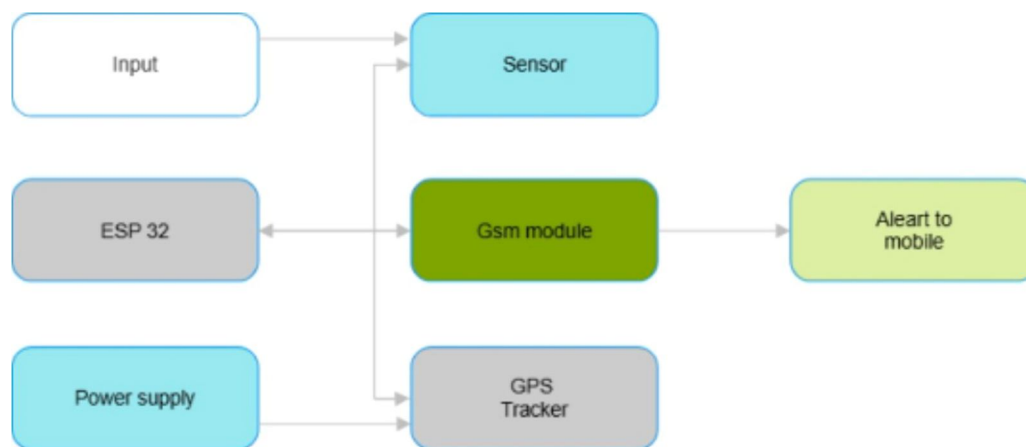 Input
Sensor
ESP 32
Gsm module
Aleart to
mobile
Power supply
GPS
Tracker